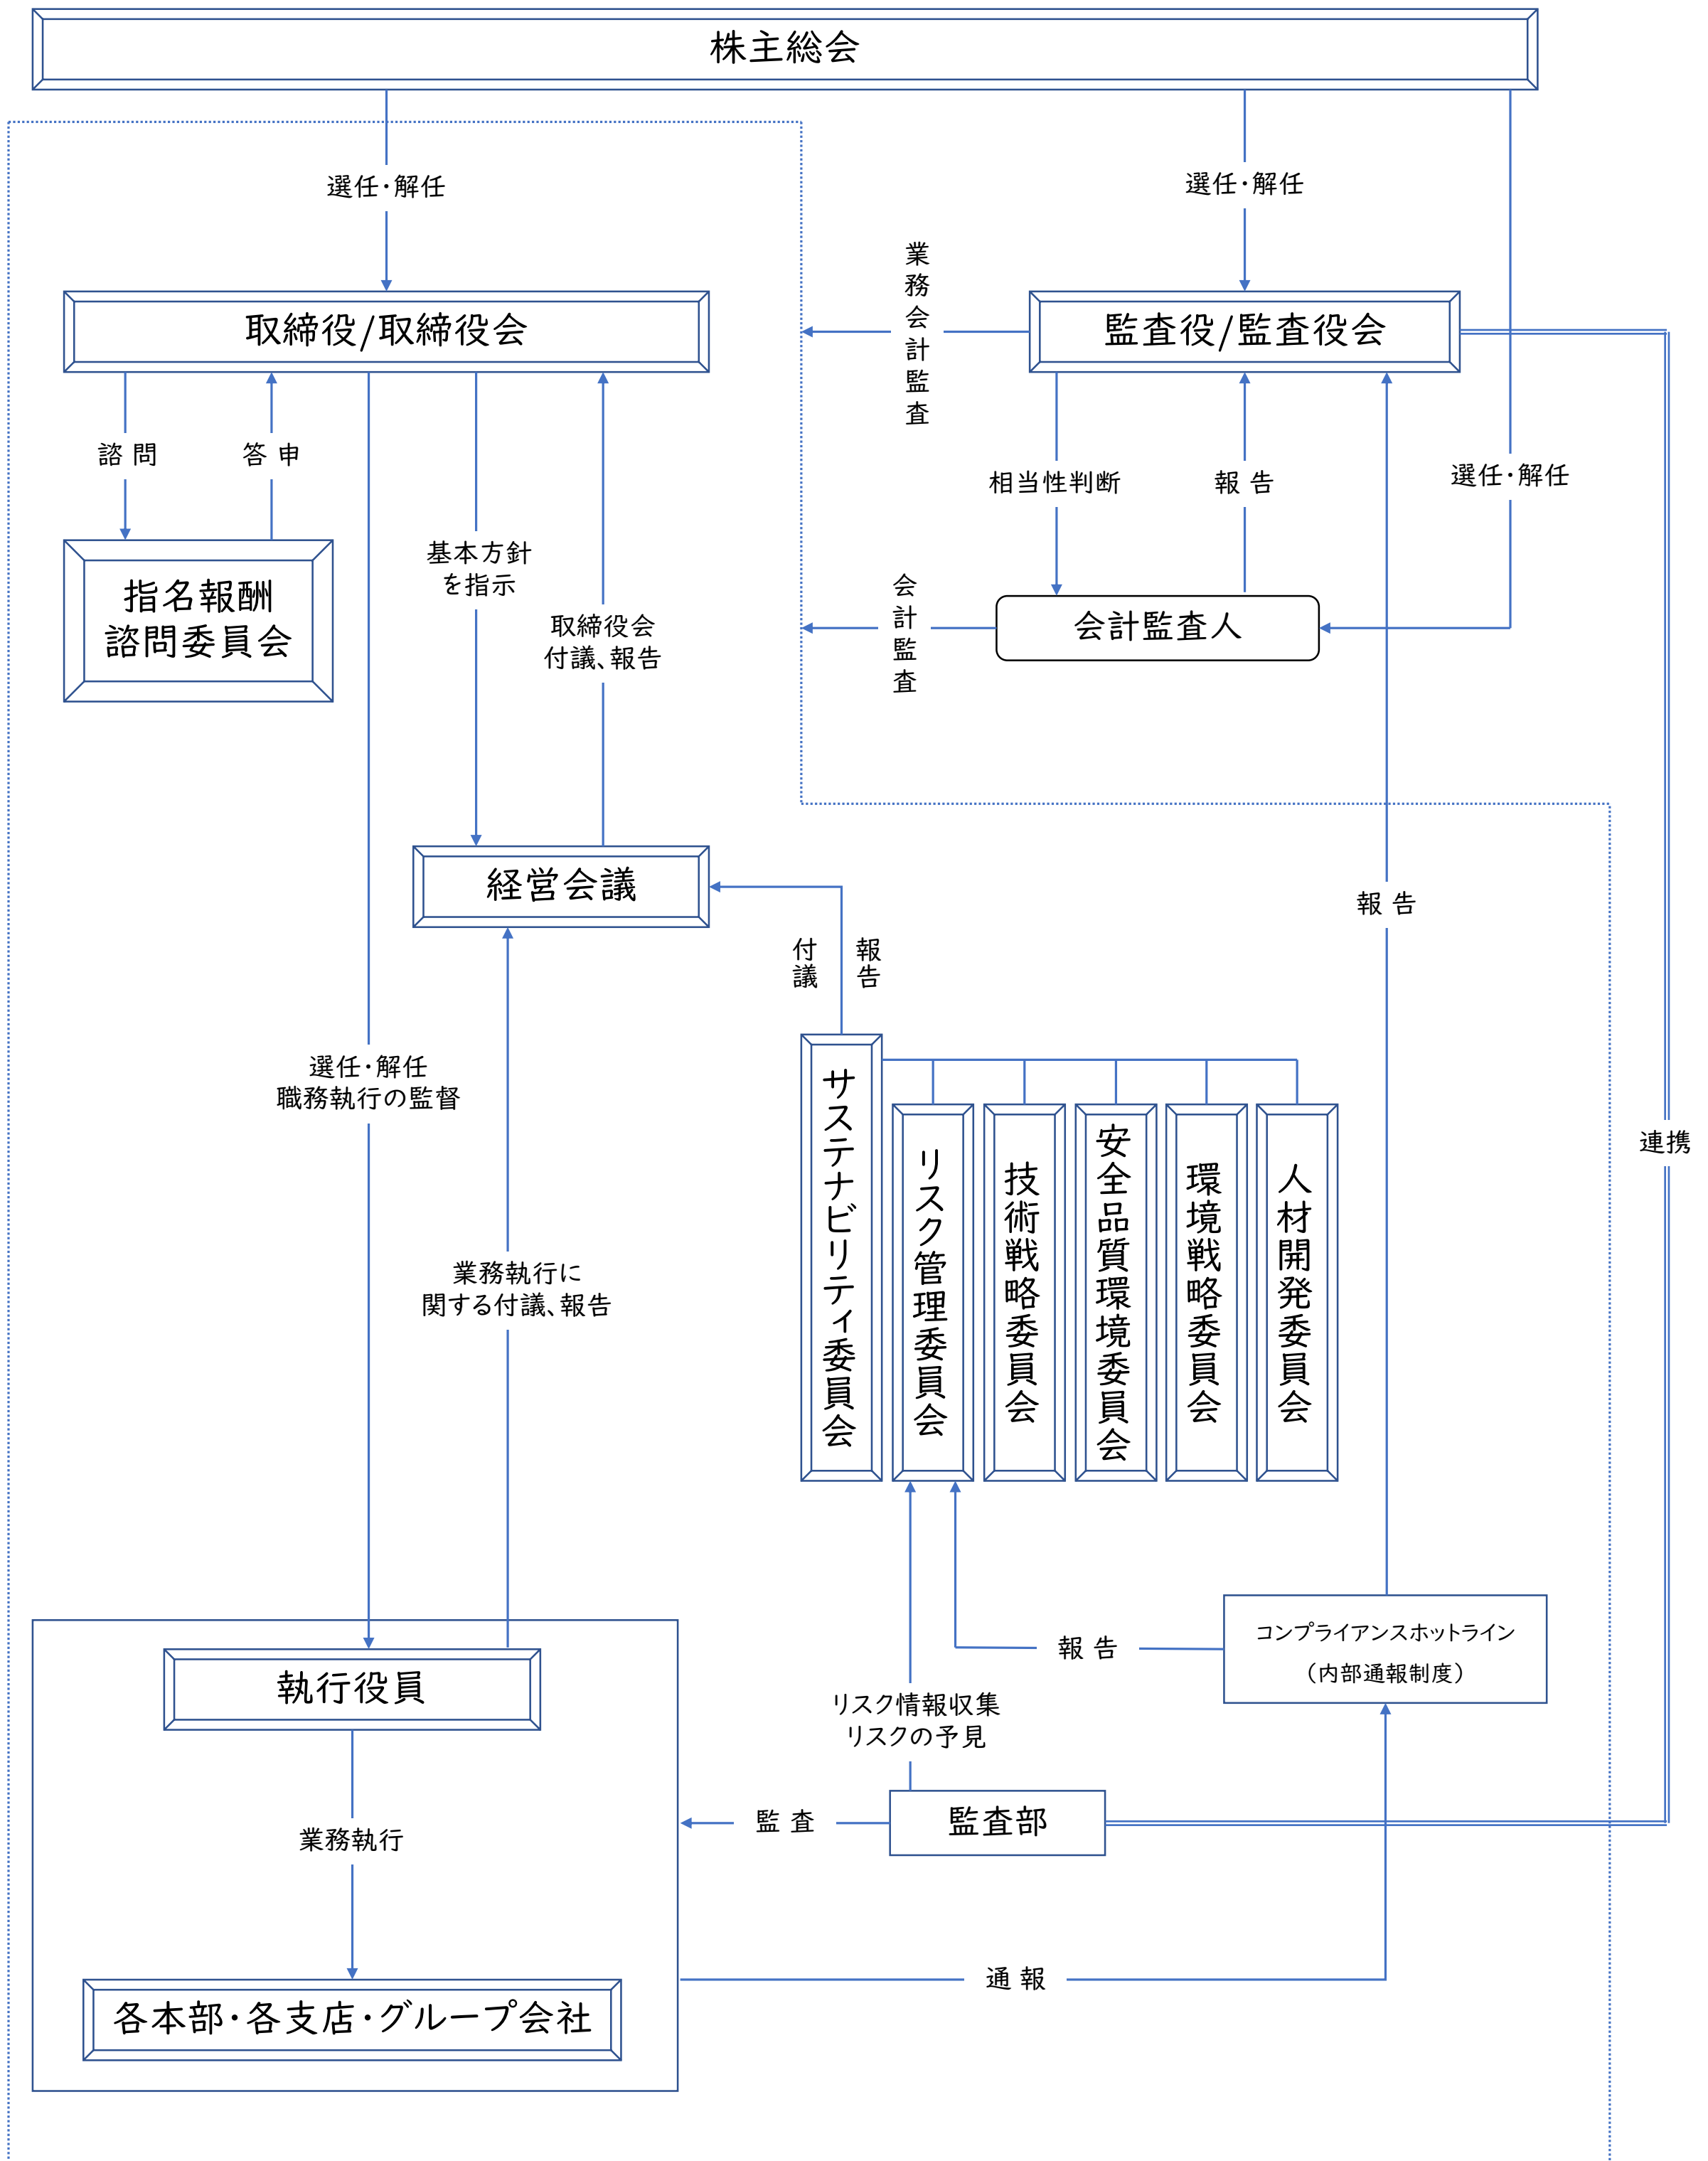 株主総会
選任・解任
選任・解任
業務会計監査
取締役/取締役会
監査役/監査役会
諮 問
答 申
相当性判断
報 告
選任・解任
基本方針
を指示
指名報酬
諮問委員会
取締役会
付議、報告
会計監査
会計監査人
経営会議
報 告
付議
報告
選任・解任
職務執行の監督
連携
サステナビリティ委員会
リスク管理委員会
技術戦略委員会
安全品質環境委員会
環境戦略委員会
人材開発委員会
業務執行に
関する付議、報告
コンプライアンスホットライン
（内部通報制度）
報 告
執行役員
リスク情報収集
リスクの予見
監 査
監査部
業務執行
通 報
各本部・各支店・グループ会社